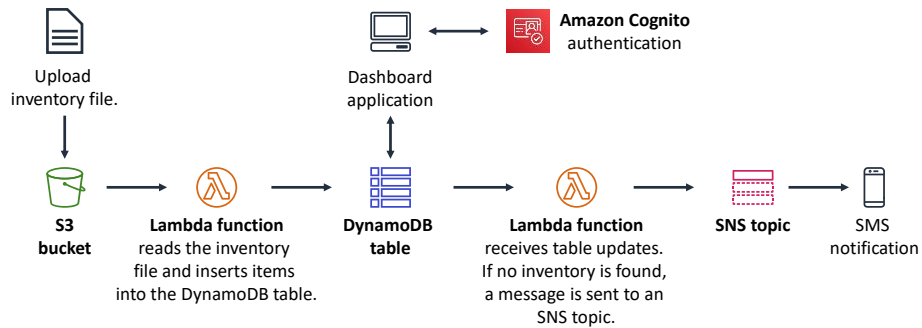 Amazon Cognito
authentication
Upload
inventory file.
Dashboard
application
S3
bucket
Lambda function
reads the inventory
file and inserts items
into the DynamoDB table.
DynamoDB
table
Lambda function
receives table updates.
If no inventory is found,
a message is sent to an
SNS topic.
SNS topic
SMS
notification